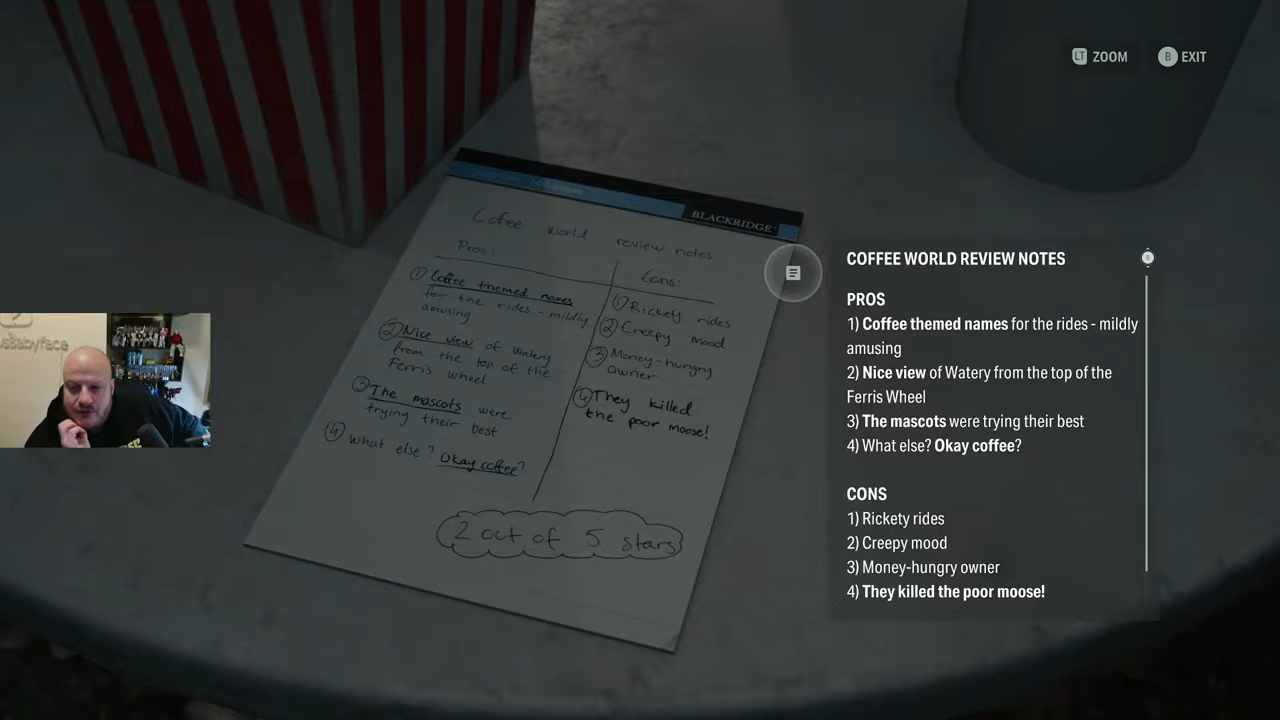 LT ZOOM
B EXIT
BLACKRIDGE
Coffee World review notes
Pros:
① Coffee themed names
for the rides - mildly
amusing
② Nice view of Watery
from the top of the
Ferris wheel
③ The mascots were
trying their best
④ What else? Okay coffee?
Cons:
① Rickety rides
② Creepy mood
③ Money-hungry
owner
④ They killed
the poor moose!
2 out of 5 stars
COFFEE WORLD REVIEW NOTES
PROS
1) Coffee themed names for the rides - mildly
amusing
2) Nice view of Watery from the top of the
Ferris Wheel
3) The mascots were trying their best
4) What else? Okay coffee?
CONS
1) Rickety rides
2) Creepy mood
3) Money-hungry owner
4) They killed the poor moose!
sBabyface